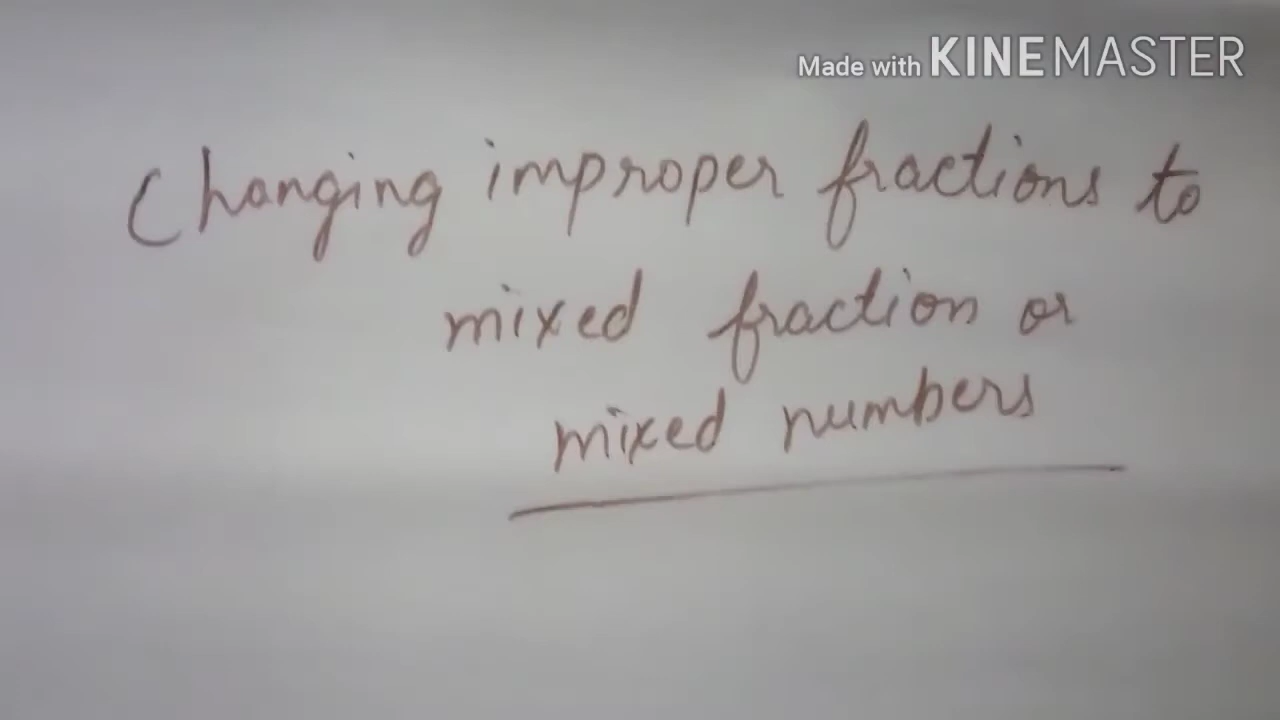 Made with KINEMASTER
Changing improper fractions to
mixed fraction or
mixed numbers